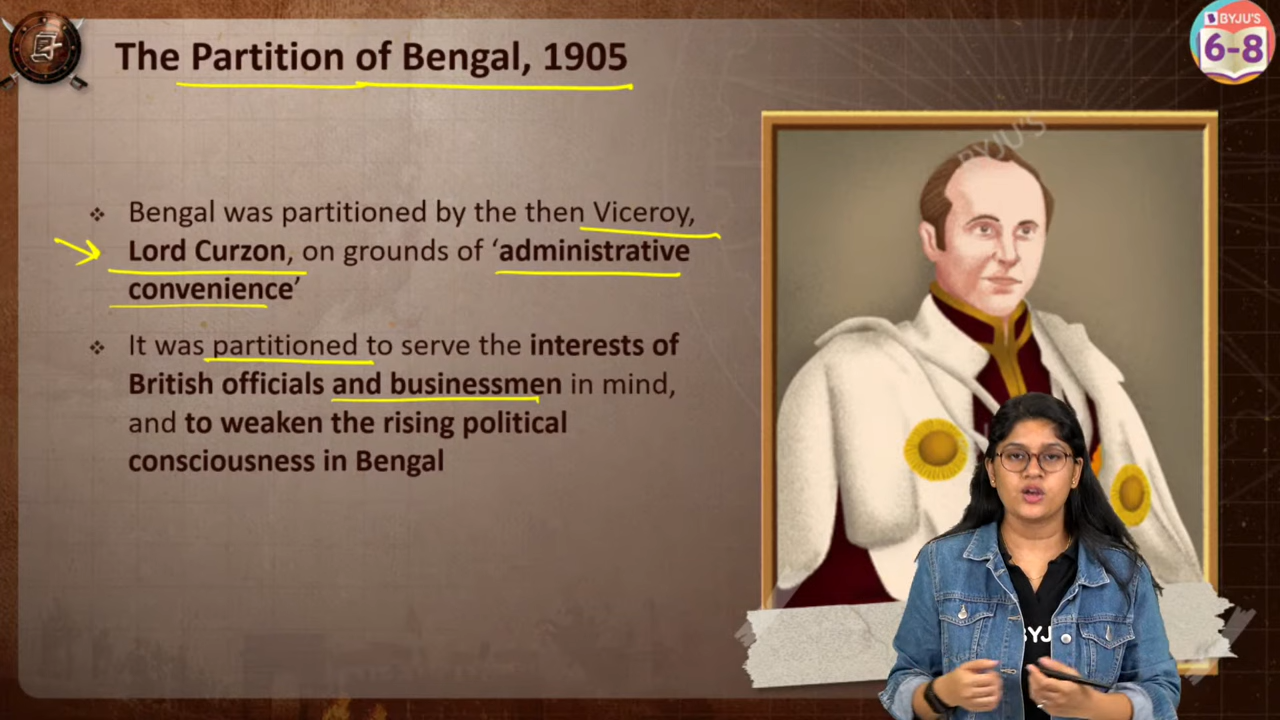 The Partition of Bengal, 1905
BYJU'S
6-8
BYJU'S
❖ Bengal was partitioned by the then Viceroy,
Lord Curzon, on grounds of ‘administrative
convenience’
❖ It was partitioned to serve the interests of
British officials and businessmen in mind,
and to weaken the rising political
consciousness in Bengal
BYJ